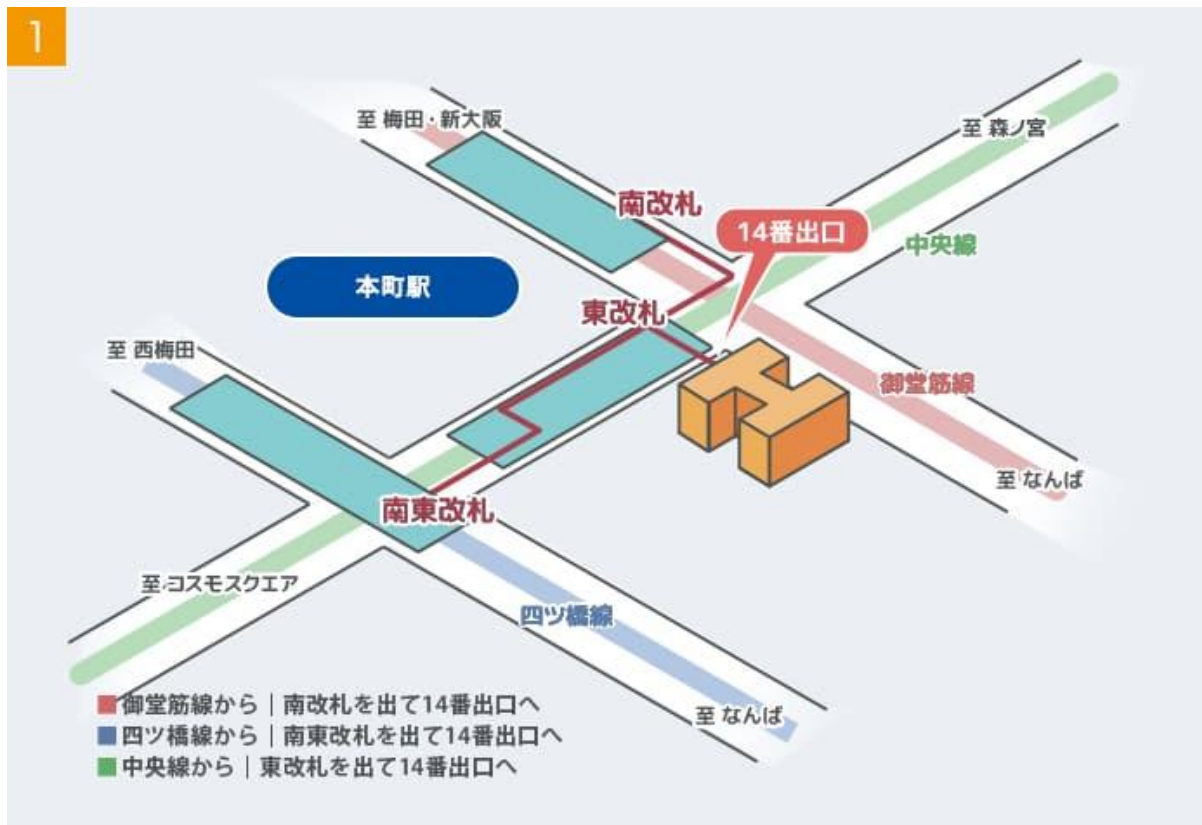 1
至 梅田・新大阪
至 森ノ宮
南改札
14番出口
中央線
本町駅
東改札
至 西梅田
御堂筋線
至 なんば
南東改札
至 コスモスクエア
四ツ橋線
至 なんば
■御堂筋線から｜南改札を出て14番出口へ
■四ツ橋線から｜南東改札を出て14番出口へ
■中央線から｜東改札を出て14番出口へ